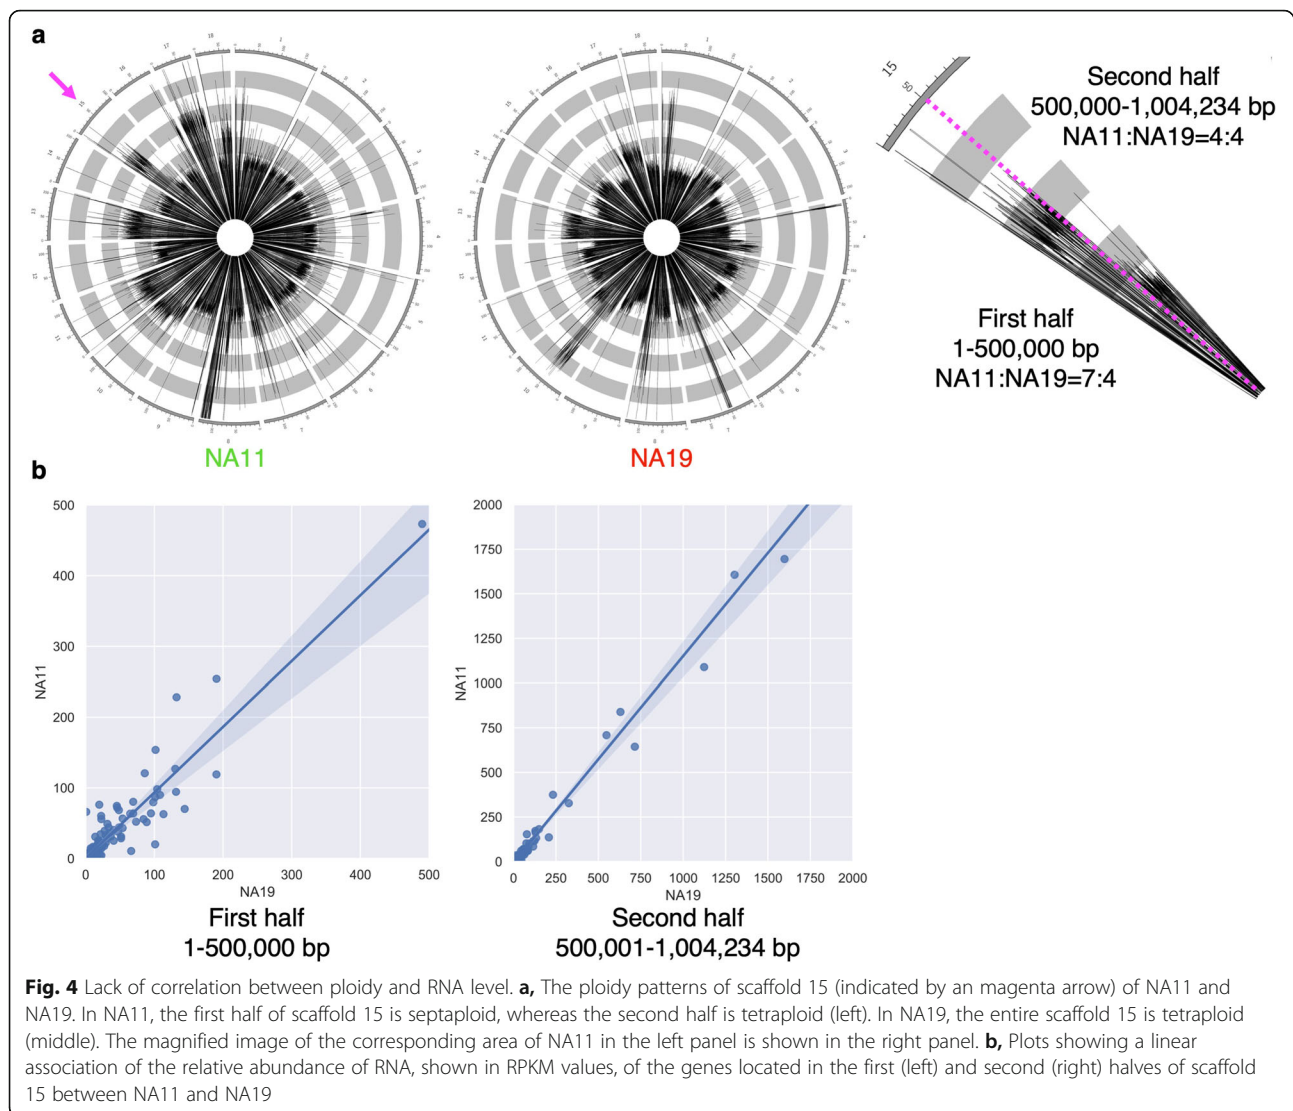 a
Second half
500,000-1,004,234 bp
NA11:NA19=4:4
15
50
First half
1-500,000 bp
NA11:NA19=7:4
NA11
NA19
b
500
400
300
200
100
0
NA11
0 100 200 300 400 500
NA19
First half
1-500,000 bp
2000
1750
1500
1250
1000
750
500
250
0
NA11
0 250 500 750 1000 1250 1500 1750 2000
NA19
Second half
500,001-1,004,234 bp
Fig. 4 Lack of correlation between ploidy and RNA level. a, The ploidy patterns of scaffold 15 (indicated by an magenta arrow) of NA11 and
NA19. In NA11, the first half of scaffold 15 is septaploid, whereas the second half is tetraploid (left). In NA19, the entire scaffold 15 is tetraploid
(middle). The magnified image of the corresponding area of NA11 in the left panel is shown in the right panel. b, Plots showing a linear
association of the relative abundance of RNA, shown in RPKM values, of the genes located in the first (left) and second (right) halves of scaffold
15 between NA11 and NA19